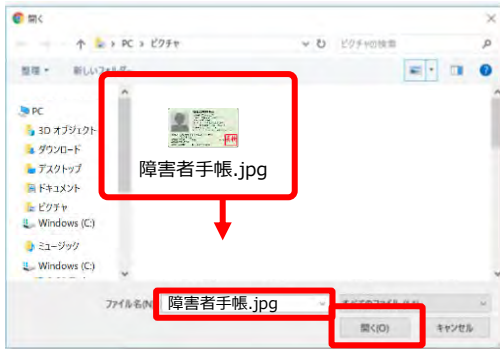 開く
PC › ピクチャ
ピクチャの検索
整理
新しいフォルダー
PC
3D オブジェクト
ダウンロード
デスクトップ
ドキュメント
ピクチャ
Windows (C:)
ミュージック
Windows (C:)
障害者手帳.jpg
ファイル名(N):
障害者手帳.jpg
開く(O)
キャンセル